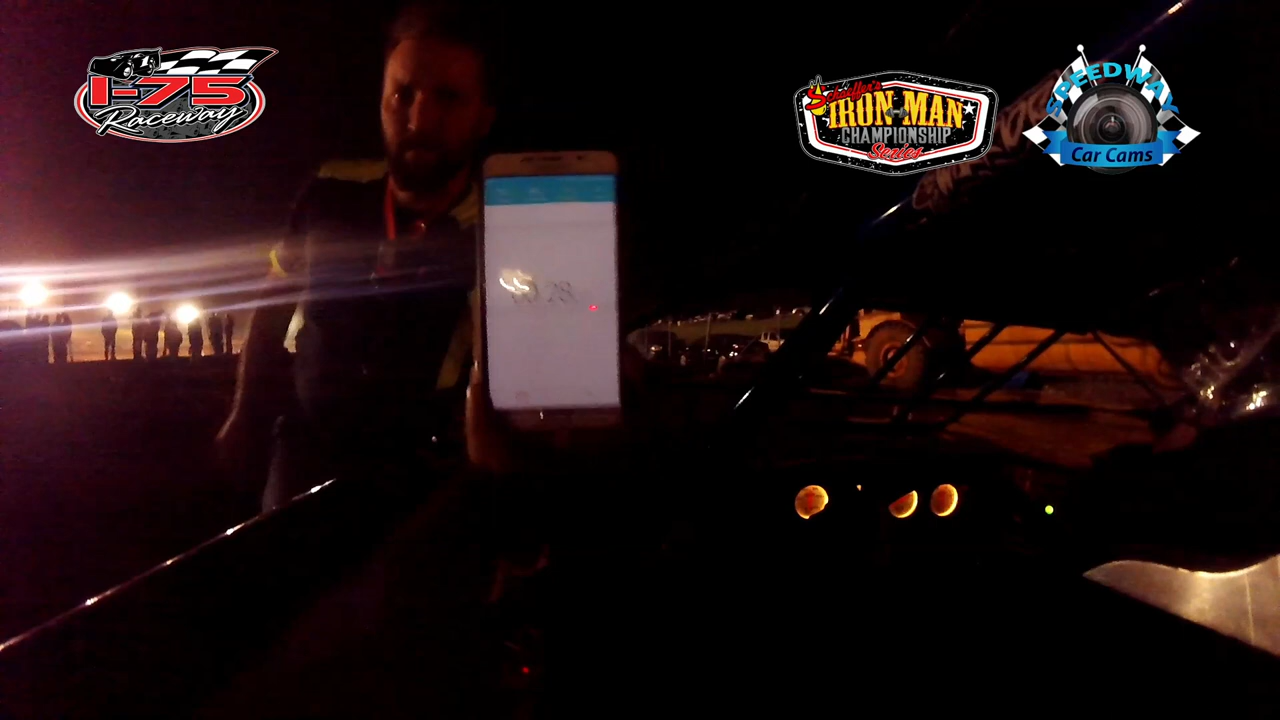 I-75
Raceway
Schaeffer's
IRON MAN
CHAMPIONSHIP
Series
SPEEDWAY
Car Cams